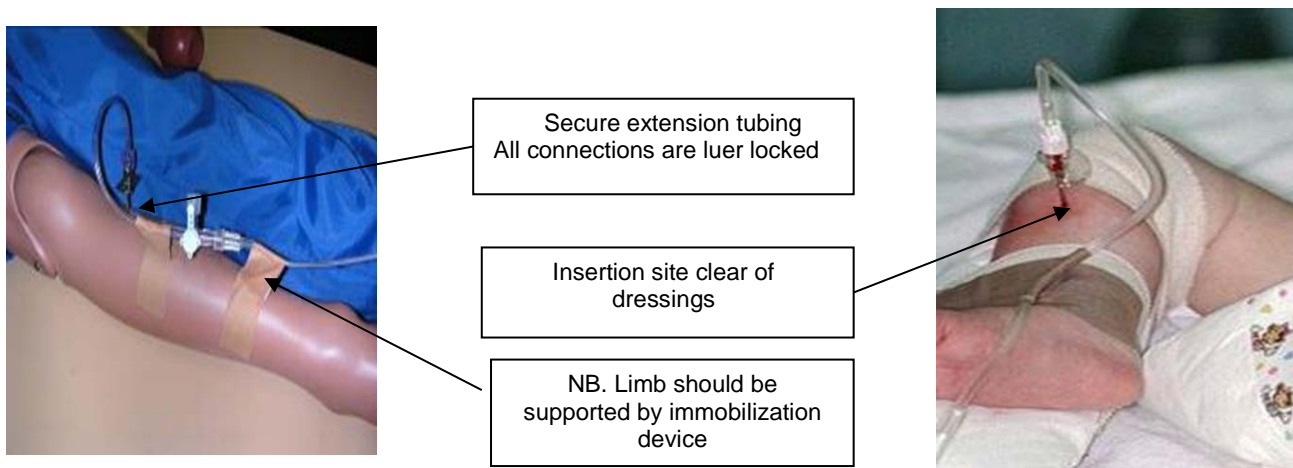 Secure extension tubing
All connections are luer locked
Insertion site clear of
dressings
NB. Limb should be
supported by immobilization
device